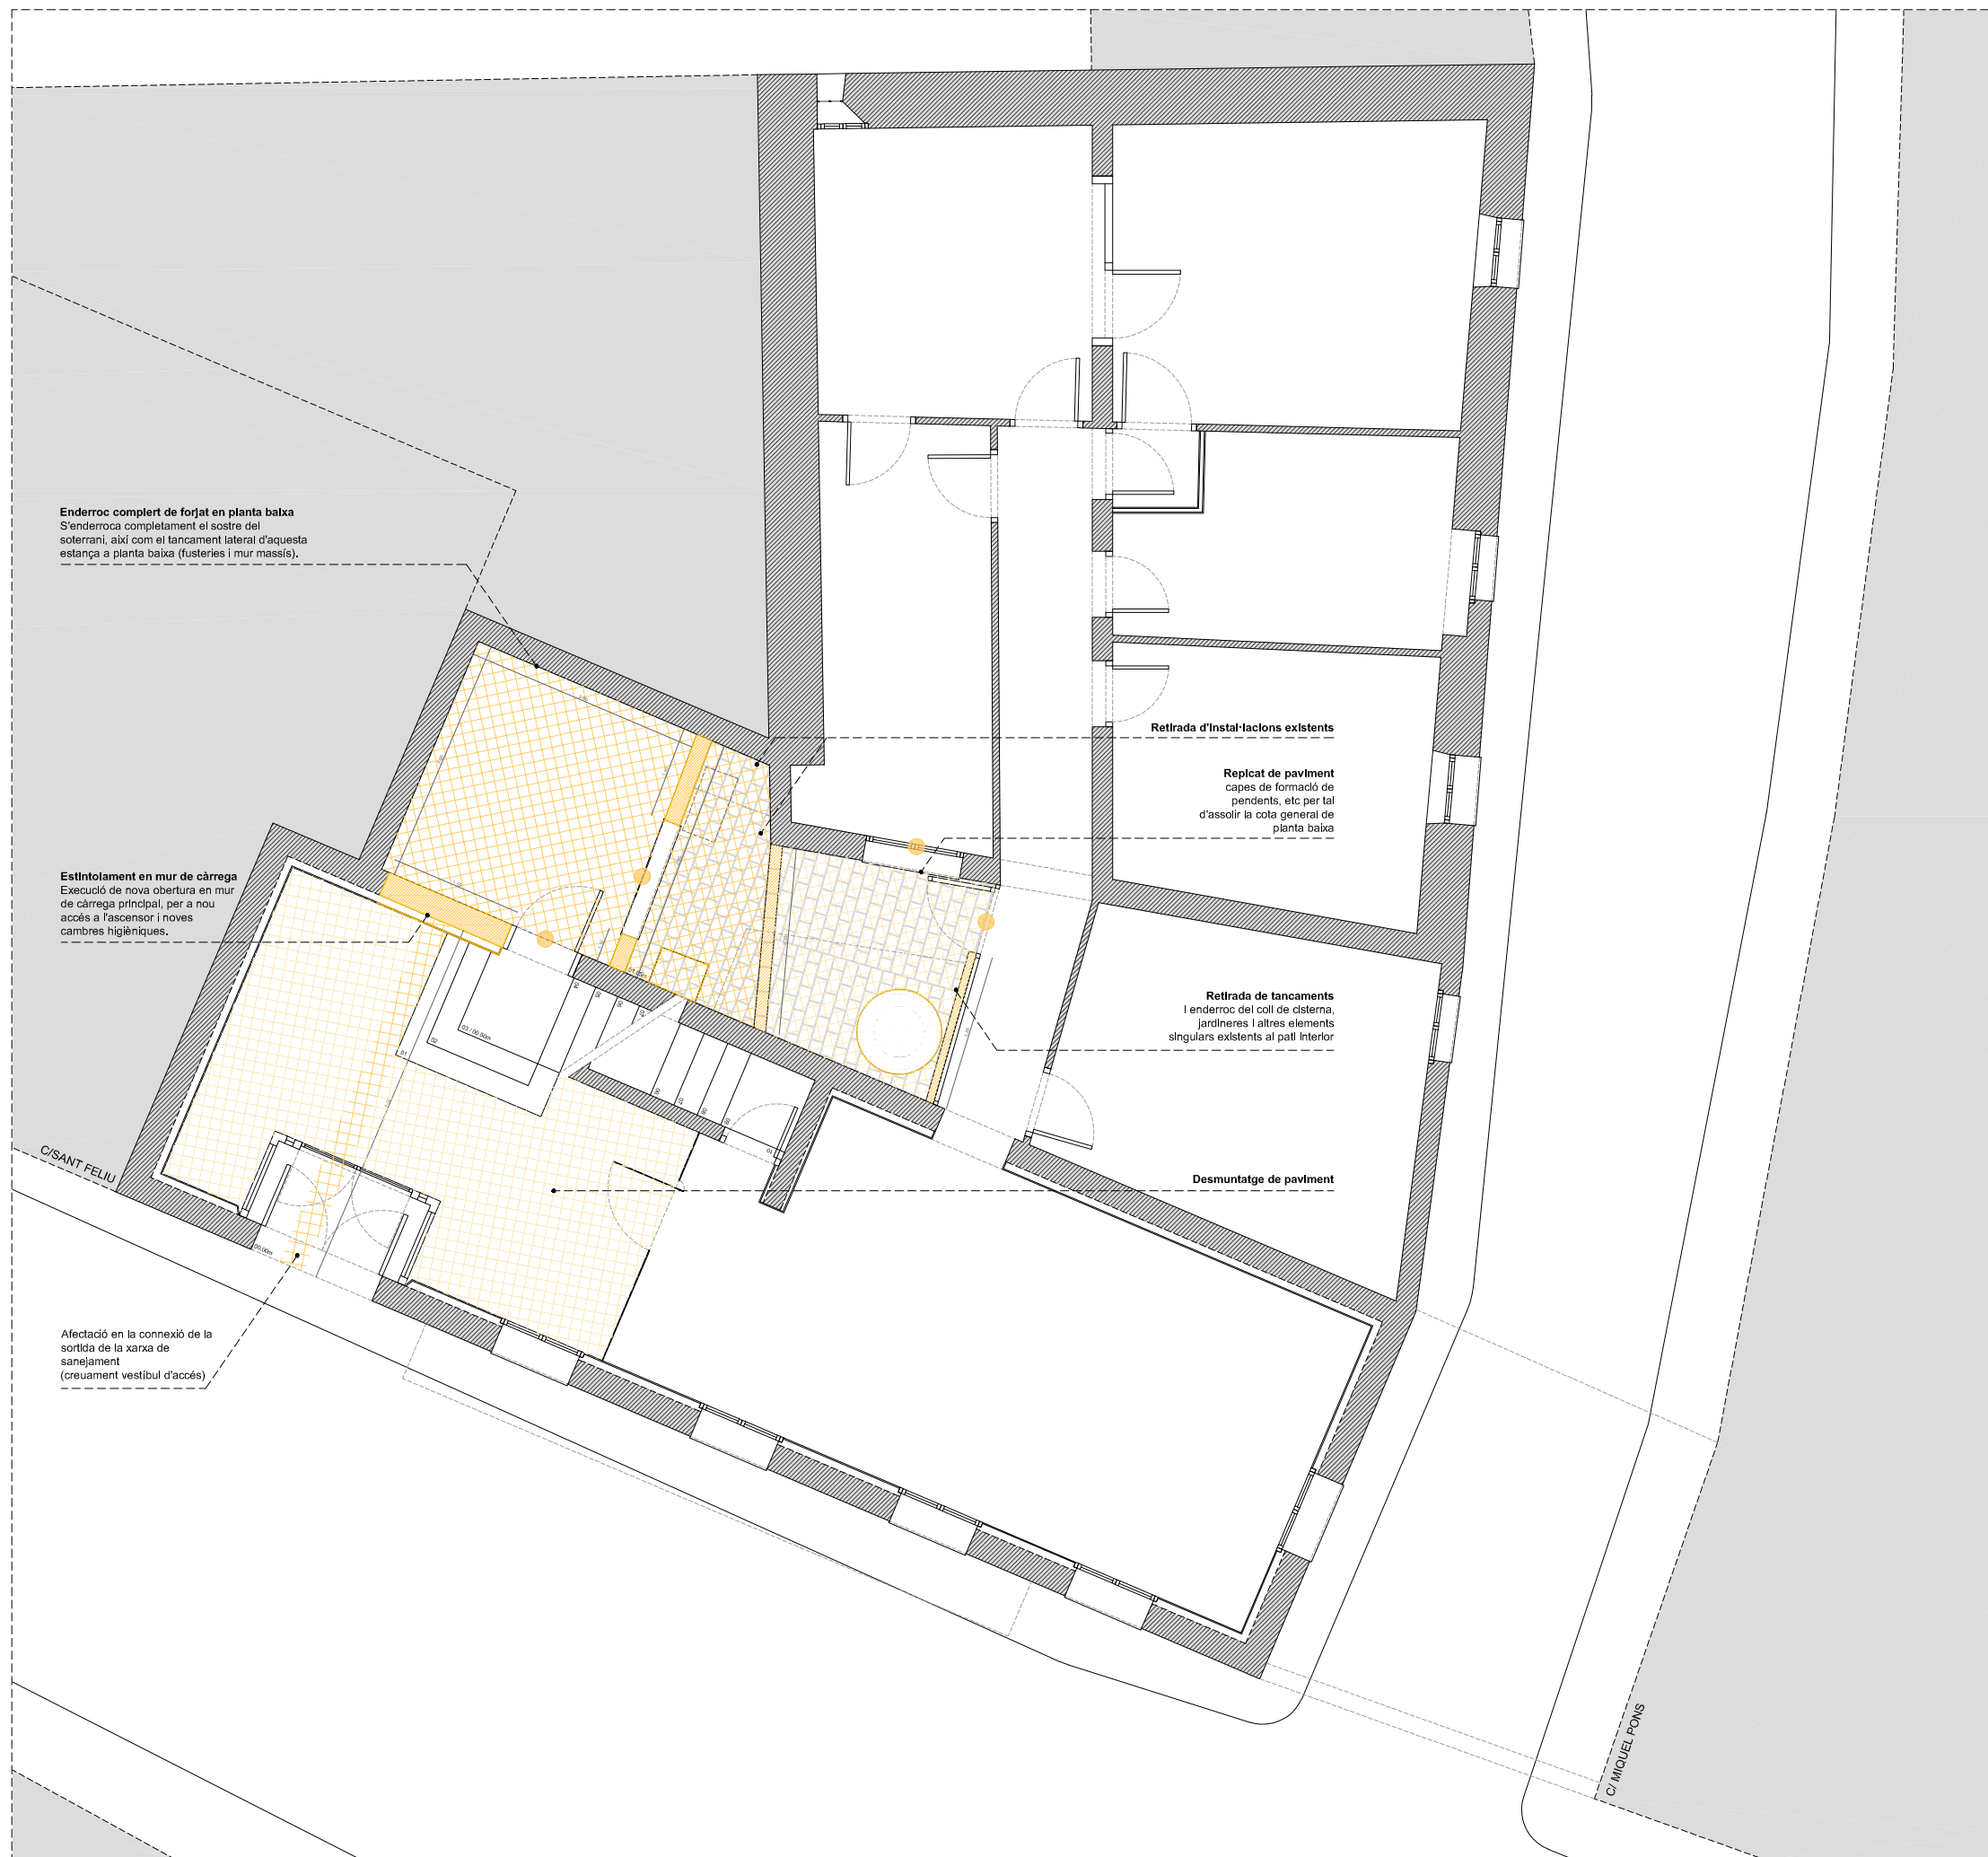 Enderroc complert de forjat en planta baixa
S'enderroca completament el sostre del
soterrani, així com el tancament lateral d'aquesta
estança a planta baixa (fusteries i mur massís).
Retirada d'instal·lacions existents
Repicat de paviment
capes de formació de
pendents, etc per tal
d'assolir la cota general de
planta baixa
Estintolament en mur de càrrega
Execució de nova obertura en mur
de càrrega principal, per a nou
accés a l'ascensor i noves
cambres higièniques.
Retirada de tancaments
i enderroc del coll de cisterna,
jardineres i altres elements
singulars existents al pati interior
Desmuntatge de paviment
C/SANT FELIU
00.00m
01
02
Afectació en la connexió de la
sortida de la xarxa de
sanejament
(creuament vestíbul d'accés)
C/ MIQUEL PONS